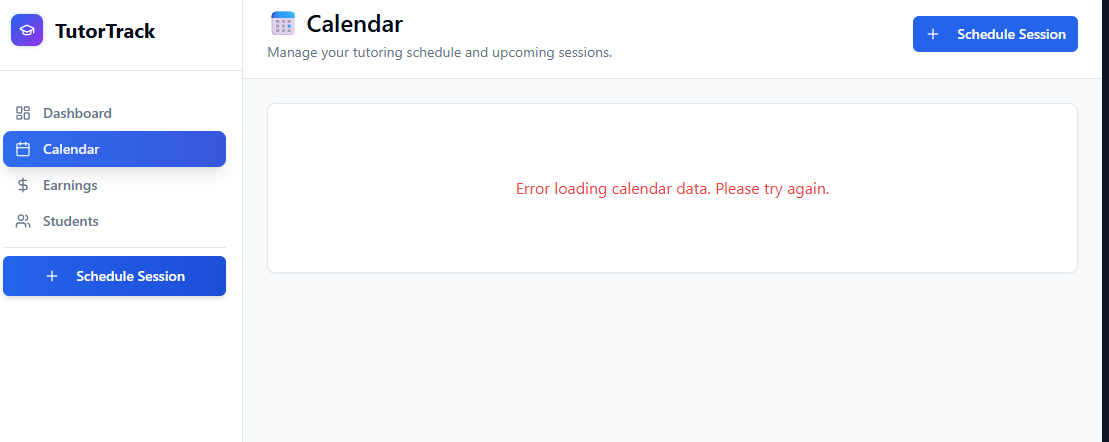 TutorTrack
Dashboard
Calendar
Earnings
Students
Schedule Session
Calendar
Manage your tutoring schedule and upcoming sessions.
Schedule Session
Error loading calendar data. Please try again.